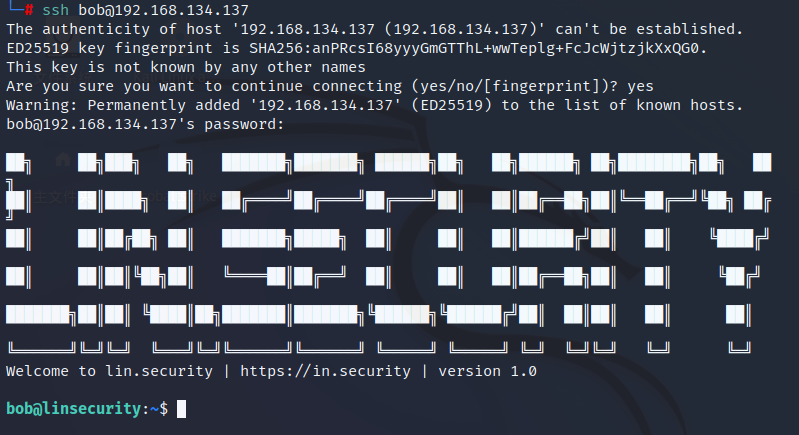 └─# ssh bob@192.168.134.137
The authenticity of host '192.168.134.137 (192.168.134.137)' can't be established.
ED25519 key fingerprint is SHA256:anPRcsI68yyyGmGTThL+wwTeplg+FcJcWjtzjkXxQG0.
This key is not known by any other names
Are you sure you want to continue connecting (yes/no/[fingerprint])? yes
Warning: Permanently added '192.168.134.137' (ED25519) to the list of known hosts.
bob@192.168.134.137's password:
LIN.SECURITY
Welcome to lin.security | https://in.security | version 1.0
bob@linsecurity:~$